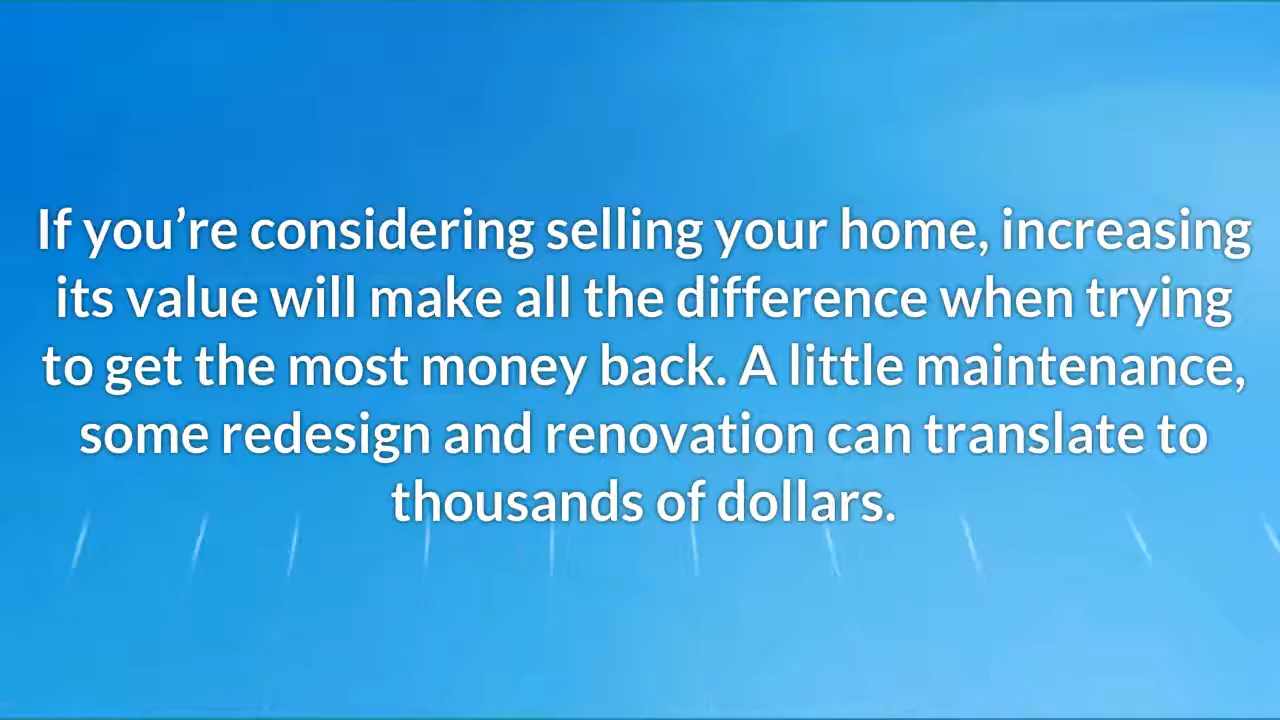 If you’re considering selling your home, increasing
its value will make all the difference when trying
to get the most money back. A little maintenance,
some redesign and renovation can translate to
thousands of dollars.